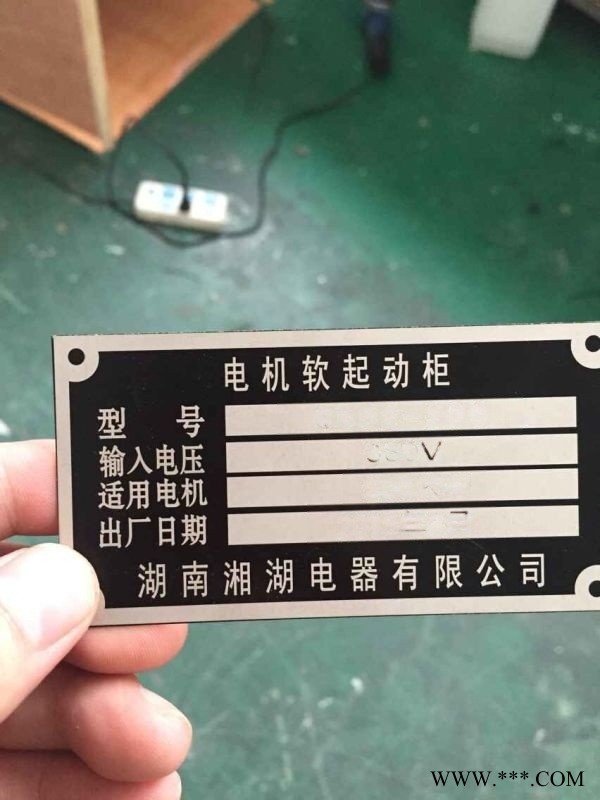 电机软起动柜
型 号
输入电压 V
适用电机
出厂日期
湖南湘湖电器有限公司
WWW.***.COM